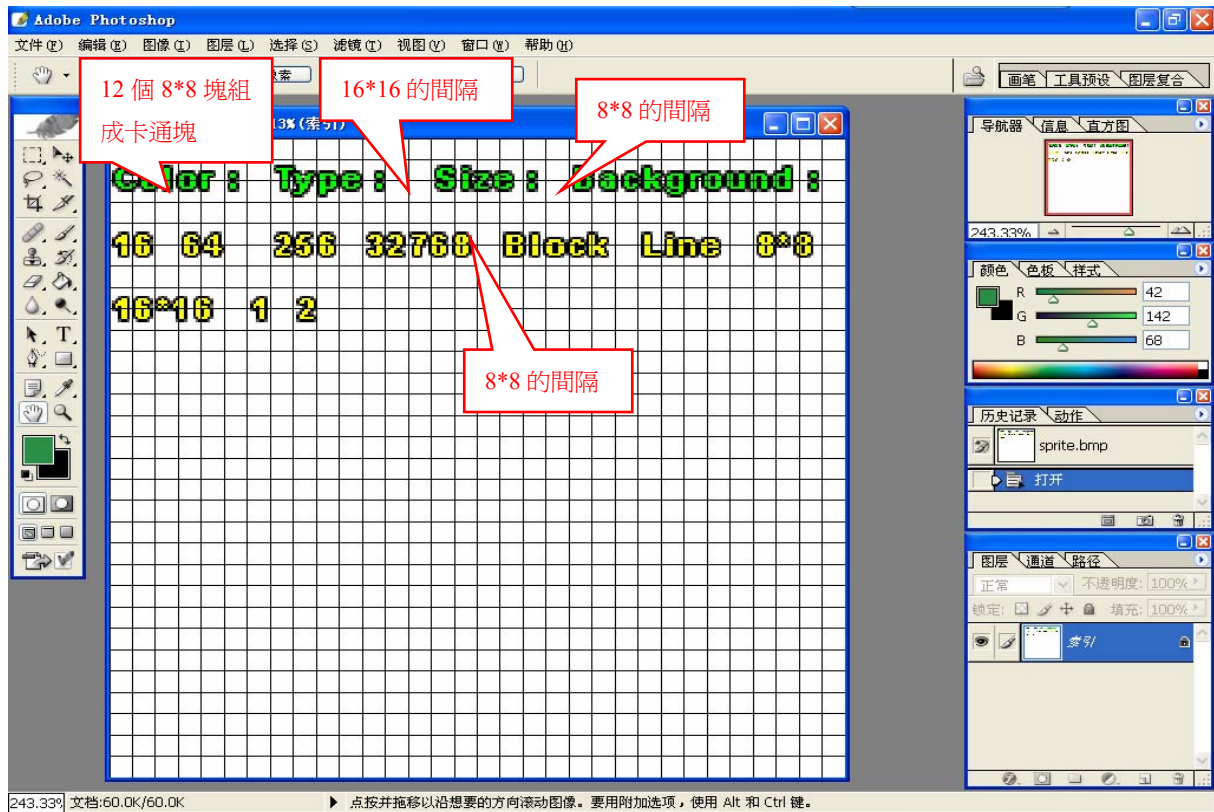 Adobe Photoshop
文件(F) 编辑(E) 图像(I) 图层(L) 选择(S) 滤镜(T) 视图(V) 窗口(W) 帮助(H)
画笔 工具预设 图层复合
12 個 8*8 塊組
成卡通塊
16*16 的間隔
8*8 的間隔
Color: Type: Size: Background:
16 64 256 32768 Block Line 8*8
16*16 1 2
8*8 的間隔
导航器 信息 直方图
243.33%
颜色 色板 样式
R 42
G 142
B 68
历史记录 动作
sprite.bmp
打开
图层 通道 路径
正常 不透明度: 100%
锁定: 填充: 100%
索引
243.33% 文档:60.0K/60.0K 点按并拖移以沿想要的方向滚动图像。要用附加选项，使用 Alt 和 Ctrl 键。